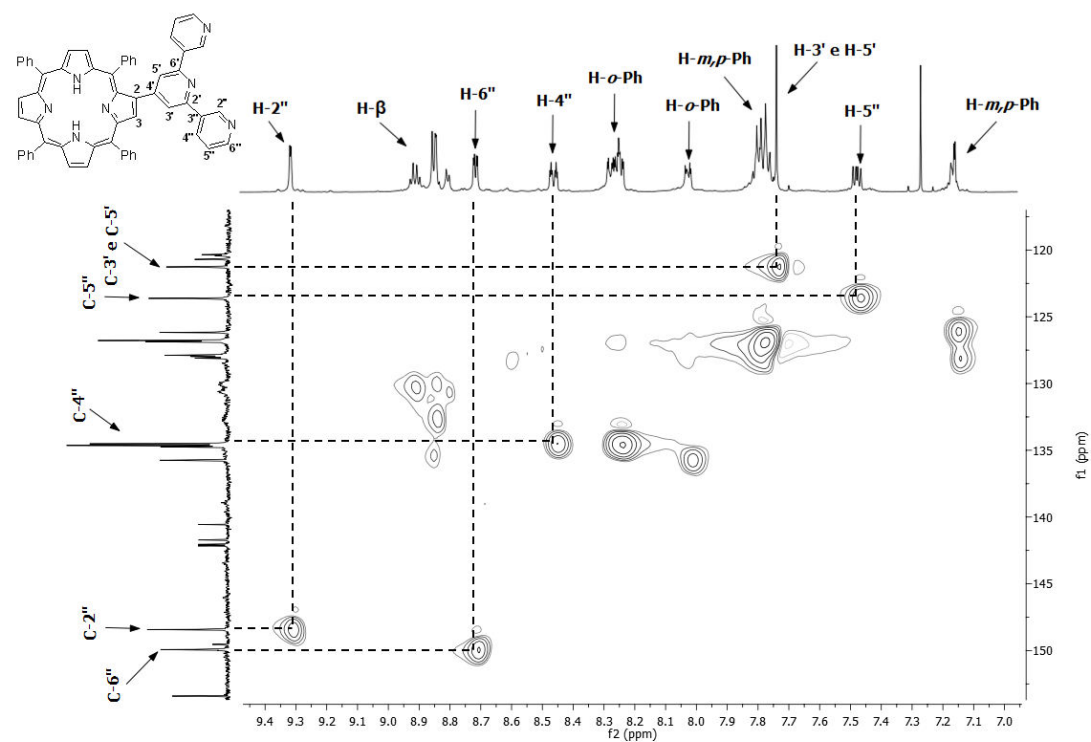 Ph
Ph
Ph
Ph
NH
N
N
HN
2
3
4'
5'
6'
N
2'
3'
N
3"
2"
4"
5"
6"
N
H-2"
H-β
H-6"
H-4"
H-o-Ph
H-o-Ph
H-m,p-Ph
H-3' e H-5'
H-5"
H-m,p-Ph
C-3' e C-5'
C-5"
C-4"
C-2"
C-6"
120
125
130
135
140
145
150
f1 (ppm)
9.4 9.3 9.2 9.1 9.0 8.9 8.8 8.7 8.6 8.5 8.4 8.3 8.2 8.1 8.0 7.9 7.8 7.7 7.6 7.5 7.4 7.3 7.2 7.1 7.0
f2 (ppm)